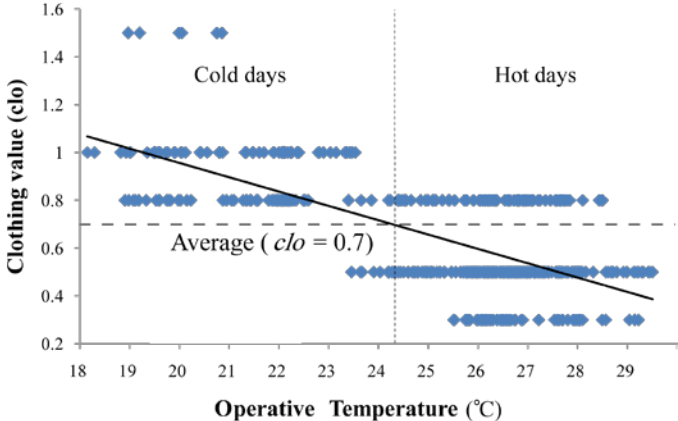 1.6
1.4
1.2
1
0.8
0.6
0.4
0.2
Clothing value (clo)
Cold days
Hot days
Average ( clo = 0.7)
18 19 20 21 22 23 24 25 26 27 28 29
Operative Temperature (℃)